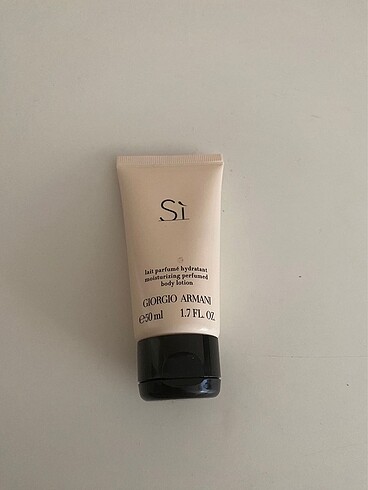 Sì
lait parfumé hydratant
moisturizing perfumed
body lotion
GIORGIO ARMANI
℮50 ml 1.7 FL. OZ.